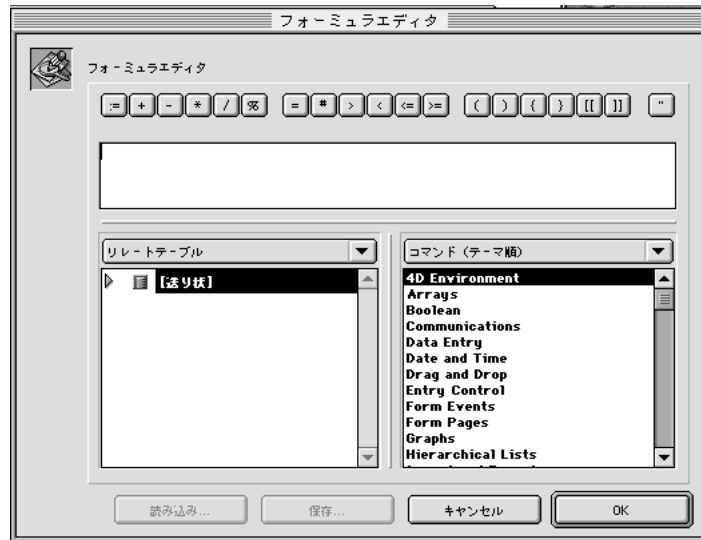 フォーミュラエディタ
フォーミュラエディタ
:= + - * / % = # > < <= >= ( ) { } [[ ]] "
リレートテーブル
[送り状]
コマンド (テーマ順)
4D Environment
Arrays
Boolean
Communications
Data Entry
Date and Time
Drag and Drop
Entry Control
Form Events
Form Pages
Graphs
Hierarchical Lists
読み込み...
保存...
キャンセル
OK